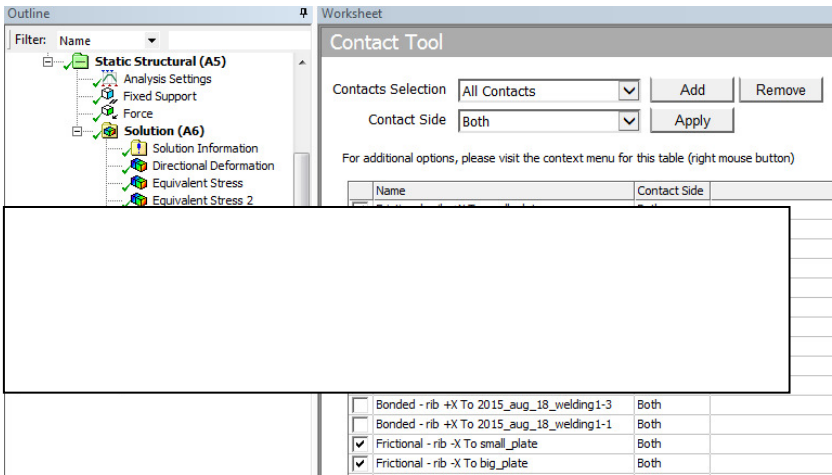 Outline
Worksheet
Filter: Name
Contact Tool
Static Structural (A5)
Analysis Settings
Fixed Support
Force
Solution (A6)
Solution Information
Directional Deformation
Equivalent Stress
Equivalent Stress 2
Contacts Selection All Contacts Add Remove
Contact Side Both Apply
For additional options, please visit the context menu for this table (right mouse button)
Name Contact Side
Bonded - rib +X To 2015_aug_18_welding1-3 Both
Bonded - rib +X To 2015_aug_18_welding1-1 Both
Frictional - rib -X To small_plate Both
Frictional - rib -X To big_plate Both